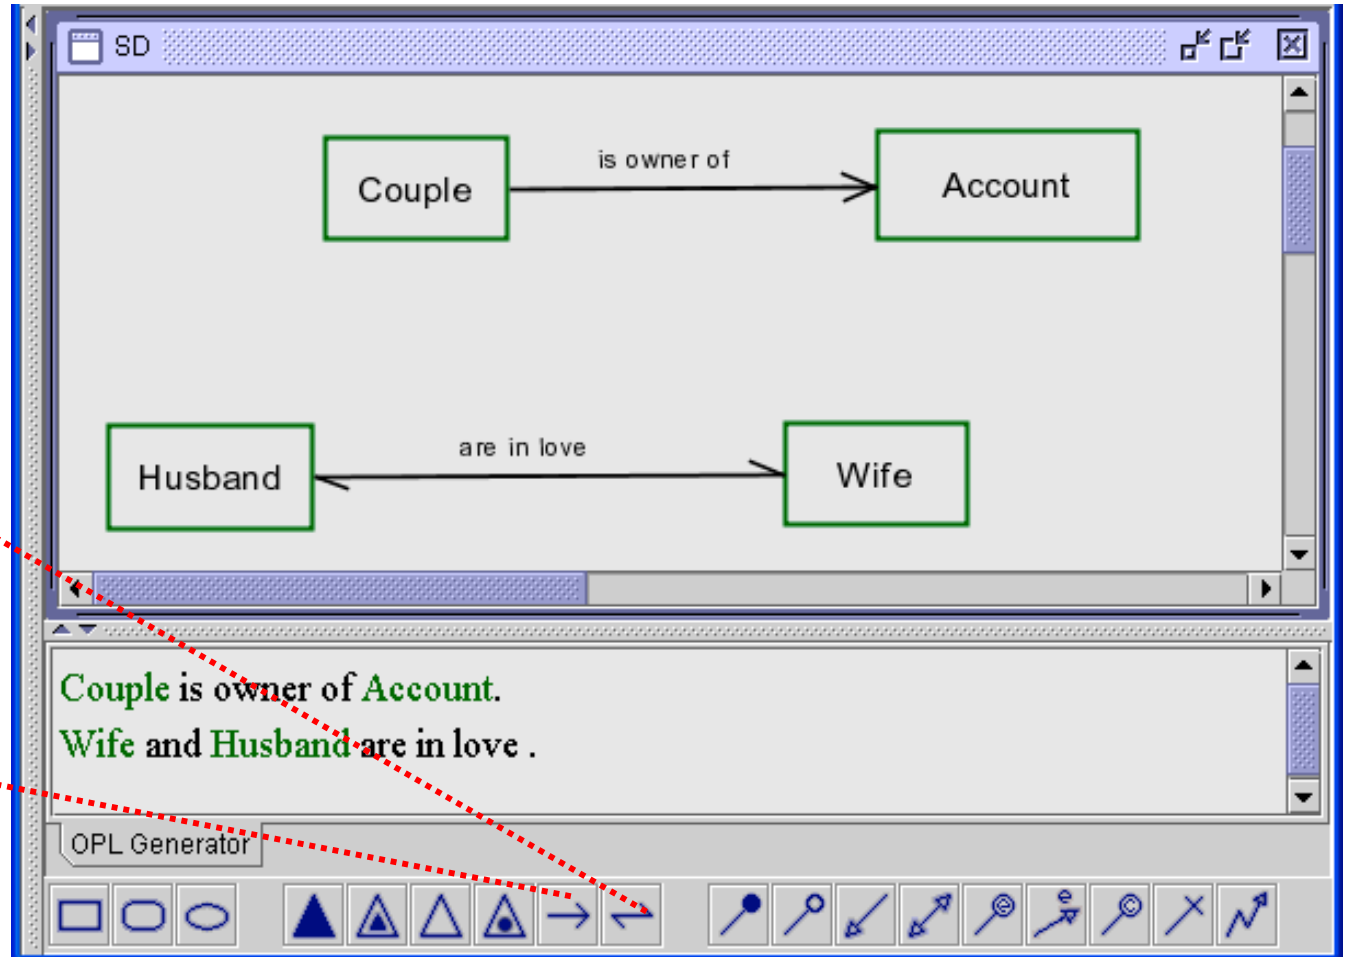 SD
is owner of
Couple
Account
are in love
Husband
Wife
Couple is owner of Account.
Wife and Husband are in love .
OPL Generator
e
e
c